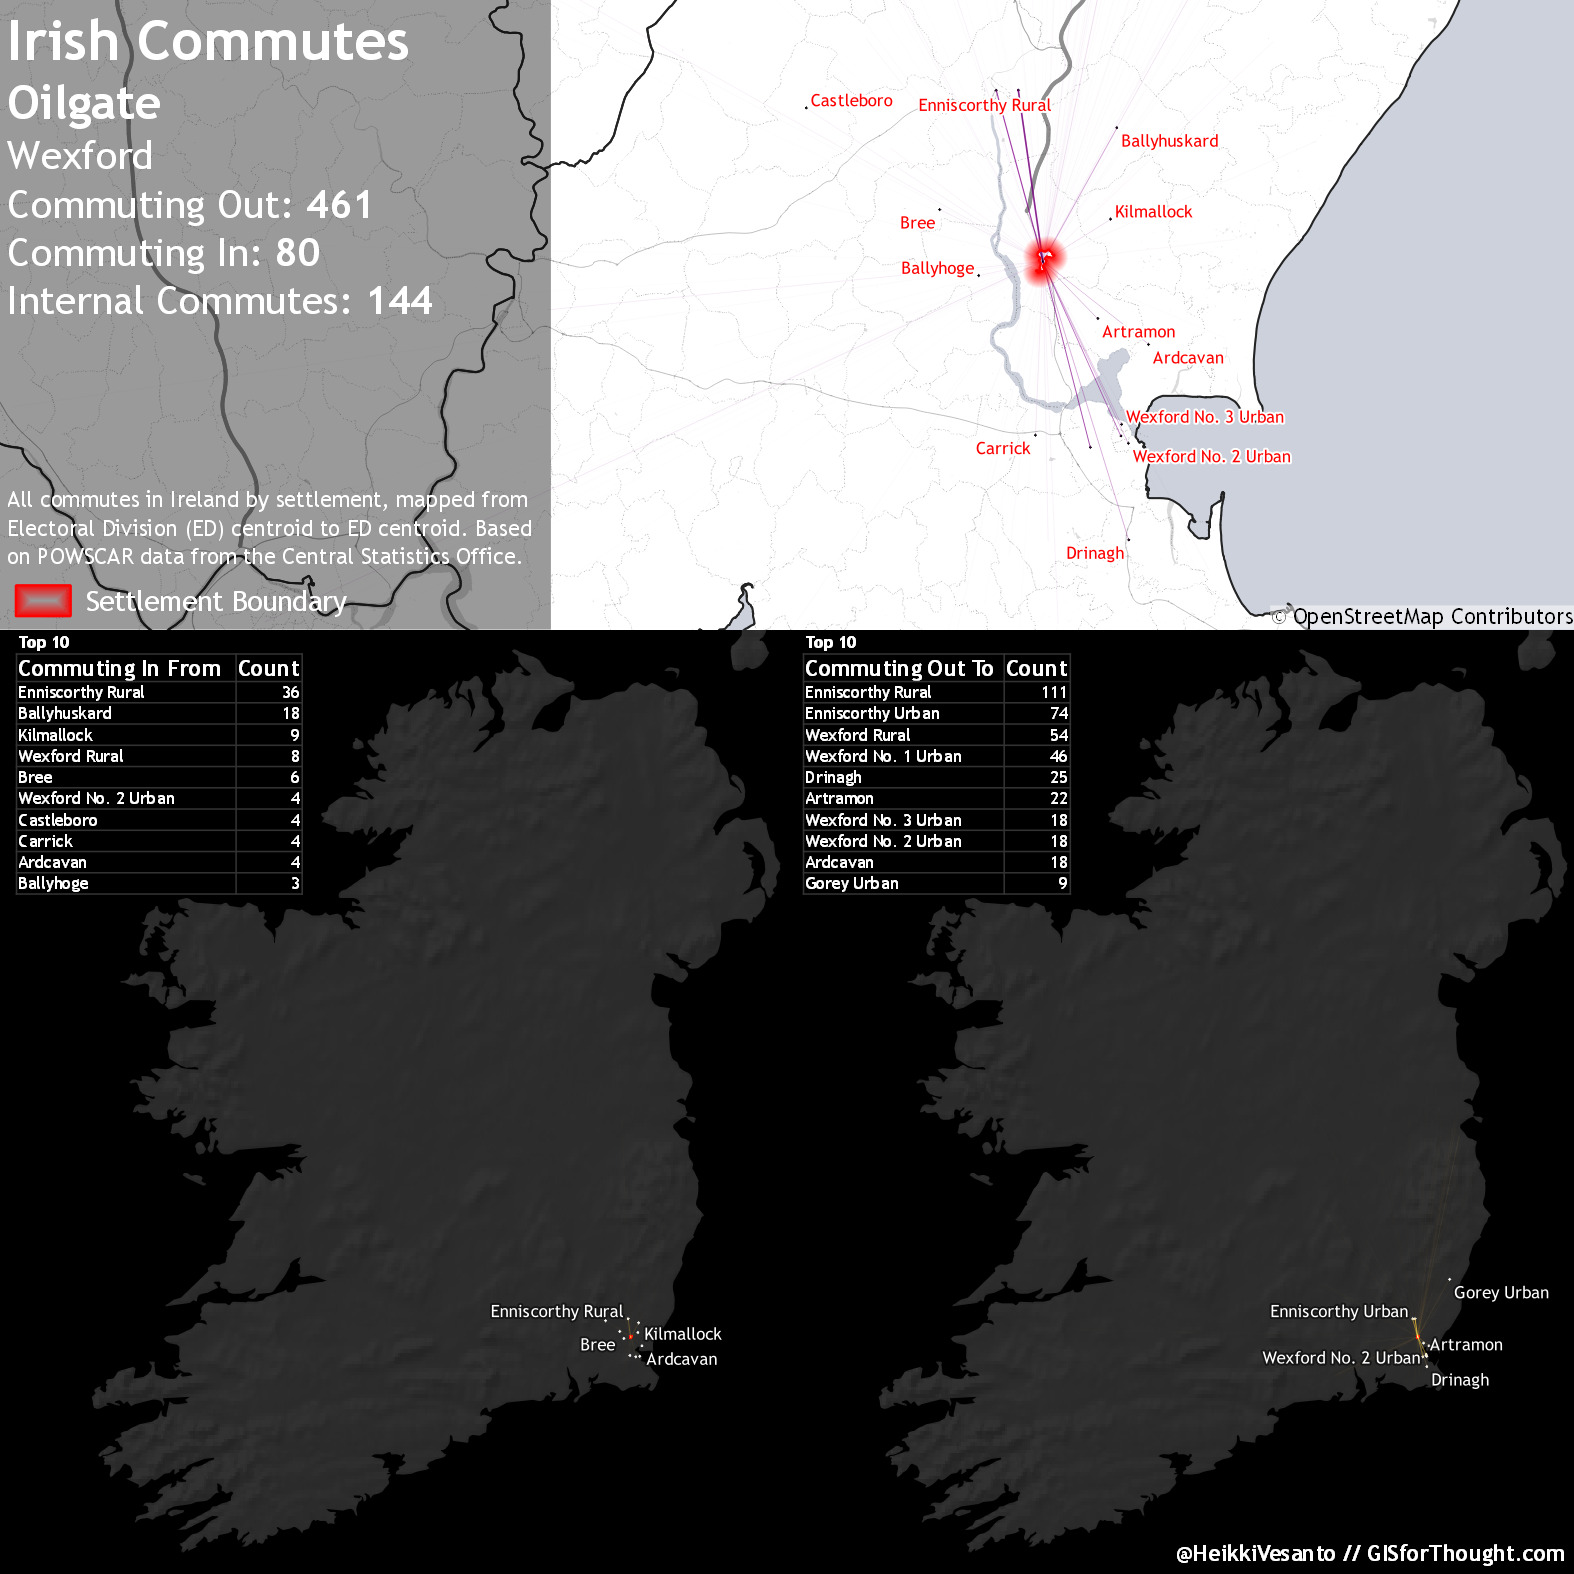 Irish Commutes
Oilgate
Wexford
Commuting Out: 461
Commuting In: 80
Internal Commutes: 144
All commutes in Ireland by settlement, mapped from
Electoral Division (ED) centroid to ED centroid. Based
on POWSCAR data from the Central Statistics Office.
Settlement Boundary
Castleboro
Enniscorthy Rural
Ballyhuskard
Kilmallock
Bree
Ballyhoge
Artramon
Ardcavan
Wexford No. 3 Urban
Carrick
Wexford No. 2 Urban
Drinagh
© OpenStreetMap Contributors
Top 10
Commuting In From Count
Enniscorthy Rural 36
Ballyhuskard 18
Kilmallock 9
Wexford Rural 8
Bree 6
Wexford No. 2 Urban 4
Castleboro 4
Carrick 4
Ardcavan 4
Ballyhoge 3
Enniscorthy Rural
Kilmallock
Bree
Ardcavan
Top 10
Commuting Out To Count
Enniscorthy Rural 111
Enniscorthy Urban 74
Wexford Rural 54
Wexford No. 1 Urban 46
Drinagh 25
Artramon 22
Wexford No. 3 Urban 18
Wexford No. 2 Urban 18
Ardcavan 18
Gorey Urban 9
Gorey Urban
Enniscorthy Urban
Artramon
Wexford No. 2 Urban
Drinagh
@HeikkiVesanto // GISforThought.com